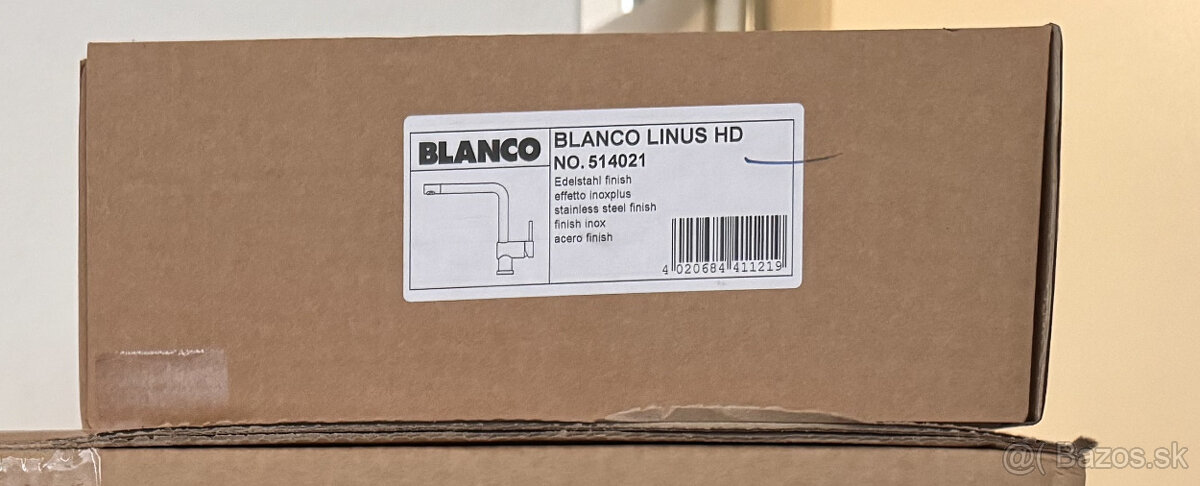 BLANCO
BLANCO LINUS HD
NO. 514021
Edelstahl finish
effetto inoxplus
stainless steel finish
finish inox
acero finish
4 020684 411219
@( Bazos.sk